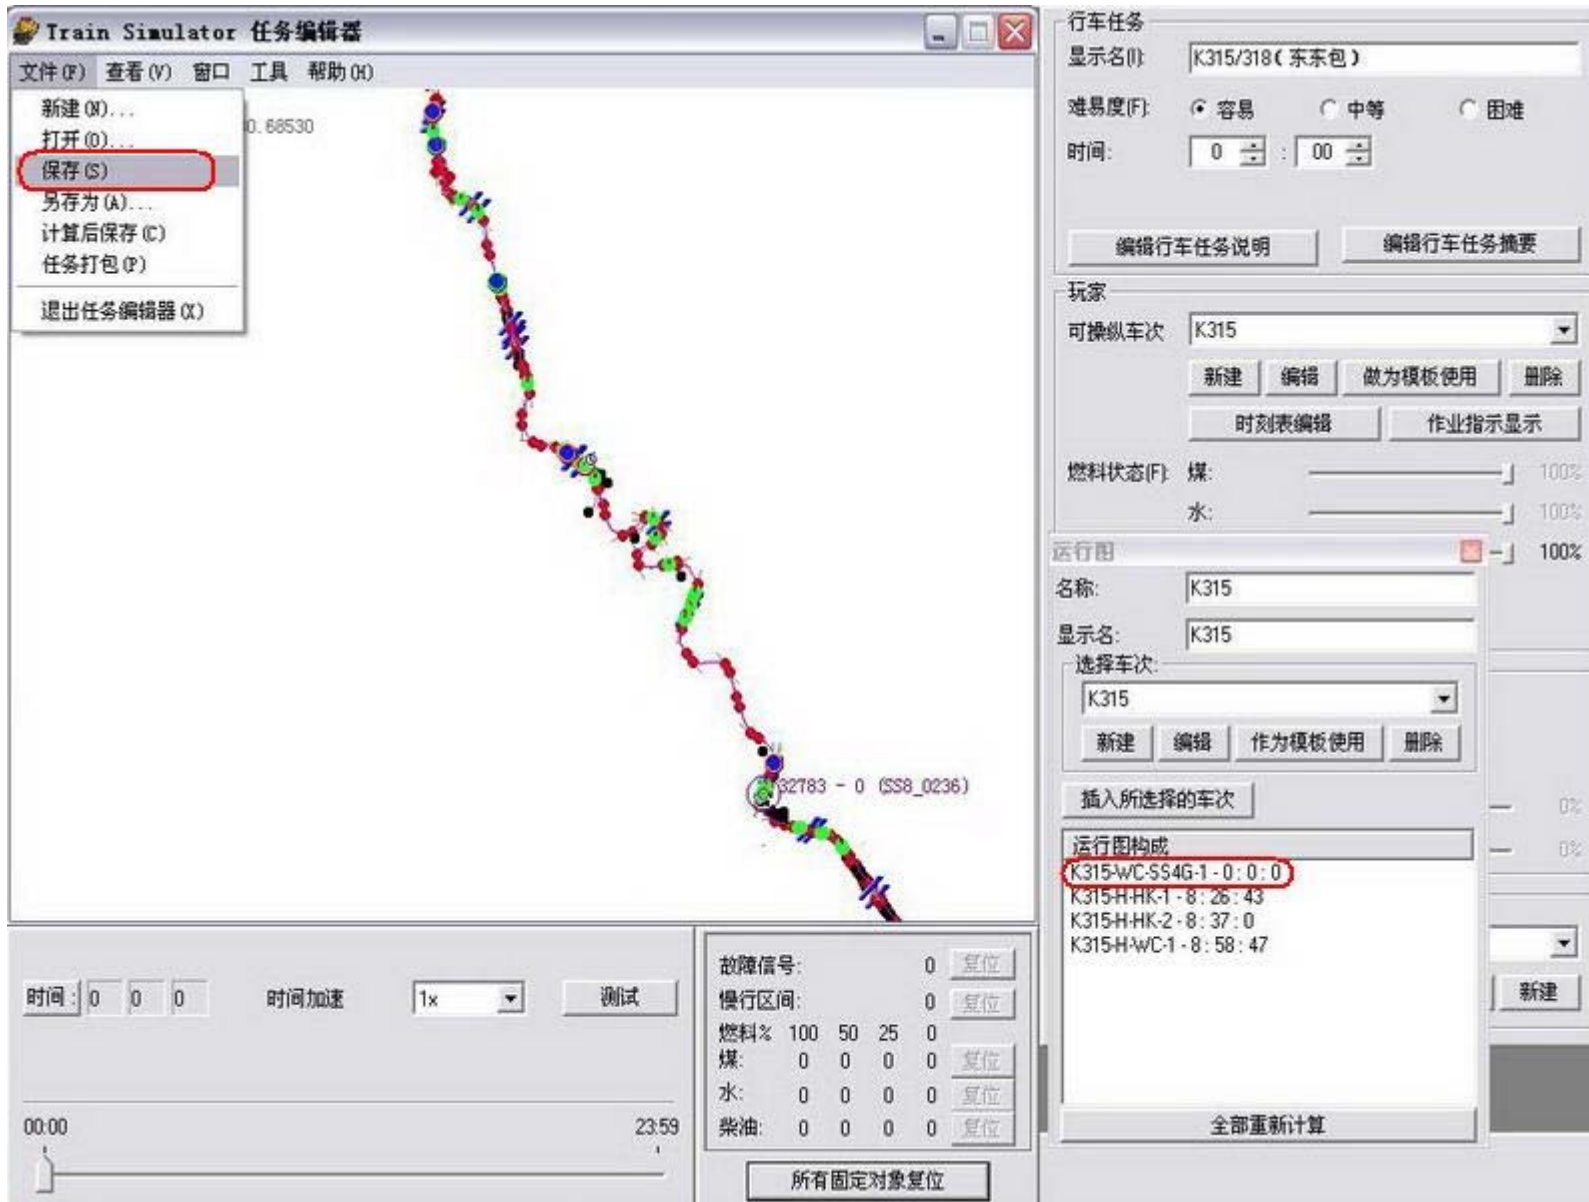 Train Simulator 任务编辑器
文件(F) 查看(V) 窗口 工具 帮助(H)
新建(N)...
打开(O)...
保存(S)
另存为(A)...
计算后保存(C)
任务打包(P)
退出任务编辑器(X)
0.68530
32783 - 0 (SS8_0236)
时间: 0 0 0 时间加速 1x 测试
00:00 23:59
故障信号: 0 复位
慢行区间: 0 复位
燃料% 100 50 25 0
煤: 0 0 0 0 复位
水: 0 0 0 0 复位
柴油: 0 0 0 0 复位
所有固定对象复位
行车任务
显示名(I): K315/318(东东包)
难易度(F): 容易 中等 困难
时间: 0 : 00
编辑行车任务说明 编辑行车任务摘要
玩家
可操纵车次 K315
新建 编辑 做为模板使用 删除
时刻表编辑 作业指示显示
燃料状态(F): 煤: 100%
水: 100%
100%
运行图
名称: K315
显示名: K315
选择车次:
K315
新建 编辑 作为模板使用 删除
插入所选择的车次
0%
0%
运行图构成
K315-WC-SS4G-1 - 0 : 0 : 0
K315-H-HK-1 - 8 : 26 : 43
K315-H-HK-2 - 8 : 37 : 0
K315-H-WC-1 - 8 : 58 : 47
新建
全部重新计算